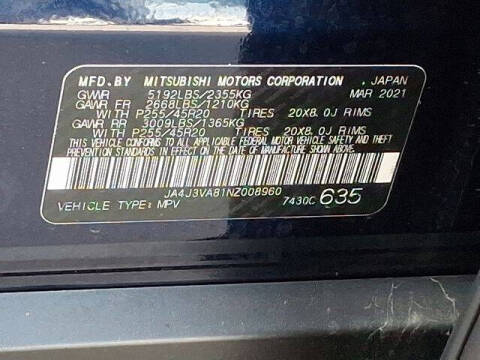 MFD.BY MITSUBISHI MOTORS CORPORATION, JAPAN
GVWR 5192LBS/2355KG MAR 2021
GAWR FR 2668LBS/1210KG
WITH P255/45R20 TIRES 20X8.0J RIMS
GAWR RR 3009LBS/1365KG
WITH P255/45R20 TIRES 20X8.0J RIMS
THIS VEHICLE CONFORMS TO ALL APPLICABLE FEDERAL MOTOR VEHICLE SAFETY AND THEFT
PREVENTION STANDARDS IN EFFECT ON THE DATE OF MANUFACTURE SHOWN ABOVE.
JA4J3VA81NZ008960
VEHICLE TYPE: MPV 7430C 635